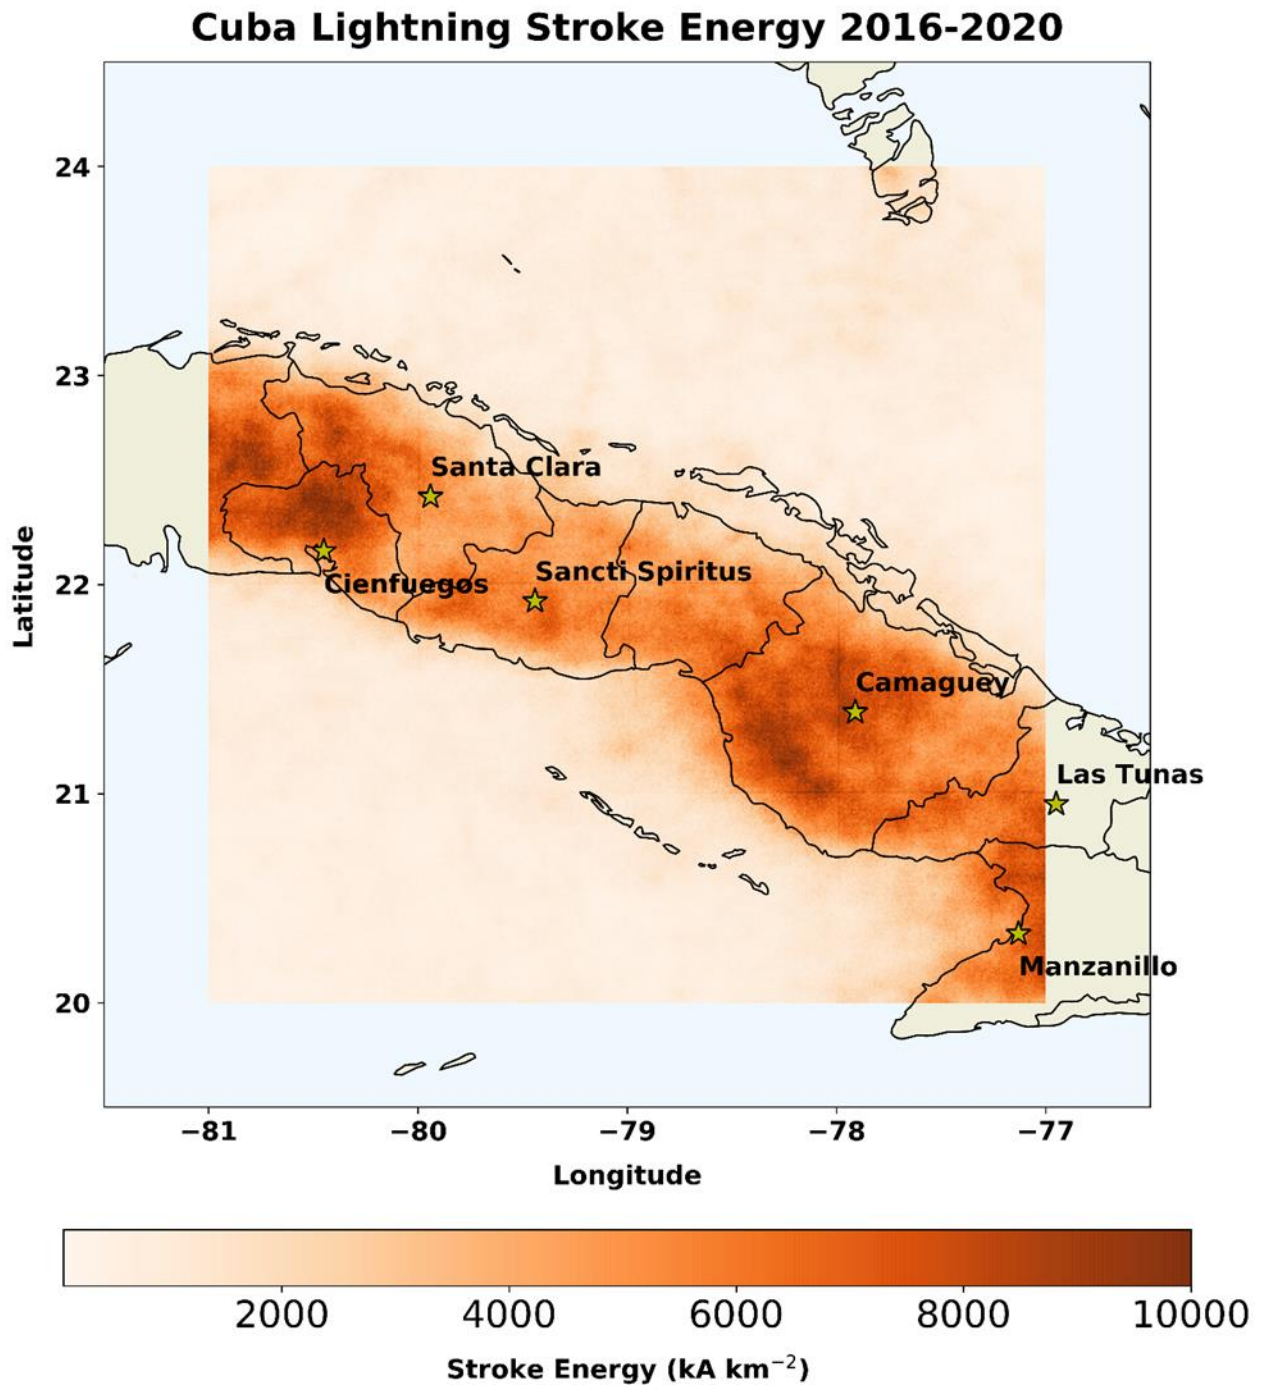 Cuba Lightning Stroke Energy 2016-2020
24
23
Santa Clara
Sancti Spiritus
22
Cienfuegos
Camaguey
Las Tunas
21
Manzanillo
20
Latitude
−81 −80 −79 −78 −77
Longitude
2000 4000 6000 8000 10000
Stroke Energy (kA km⁻²)